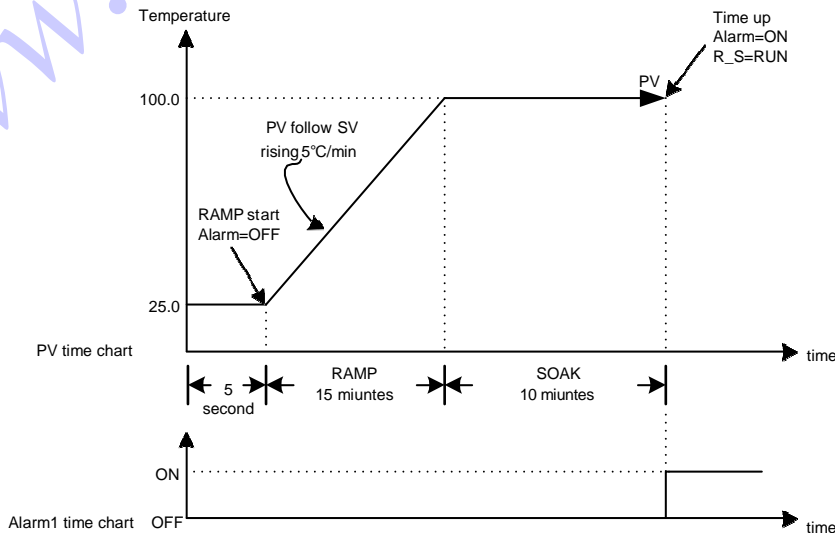 w.
Temperature
Time up
Alarm=ON
R_S=RUN
PV
100.0
PV follow SV
rising 5°C/min
RAMP start
Alarm=OFF
25.0
PV time chart
time
5
second
RAMP
15 miuntes
SOAK
10 miuntes
ON
Alarm1 time chart
OFF
time